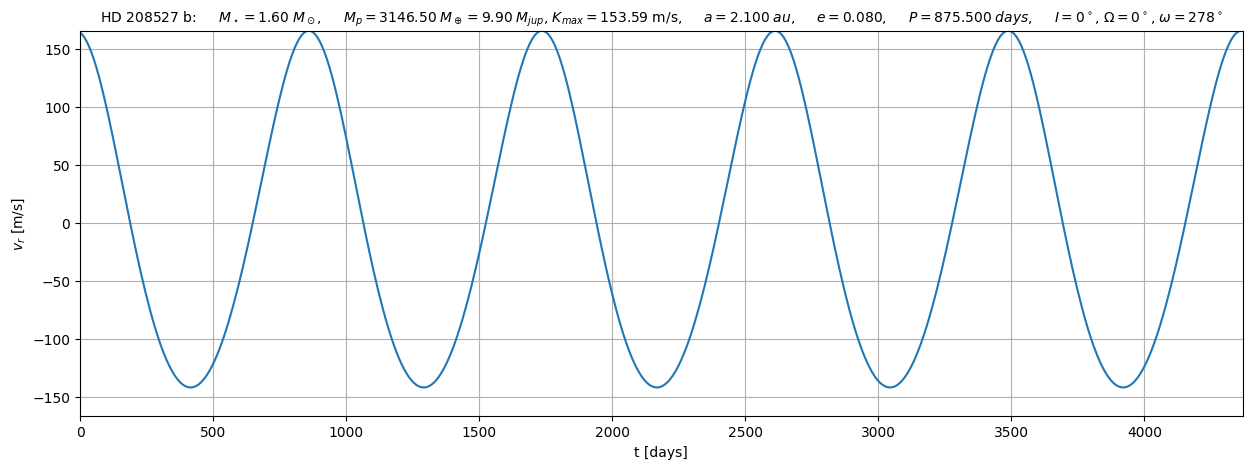 HD 208527 b: M⋆ = 1.60 M⊙, Mp = 3146.50 M⊕ = 9.90 Mjup, Kmax = 153.59 m/s, a = 2.100 au, e = 0.080, P = 875.500 days, I = 0°, Ω = 0°, ω = 278°
150
100
50
0
−50
−100
−150
vr [m/s]
0 500 1000 1500 2000 2500 3000 3500 4000
t [days]